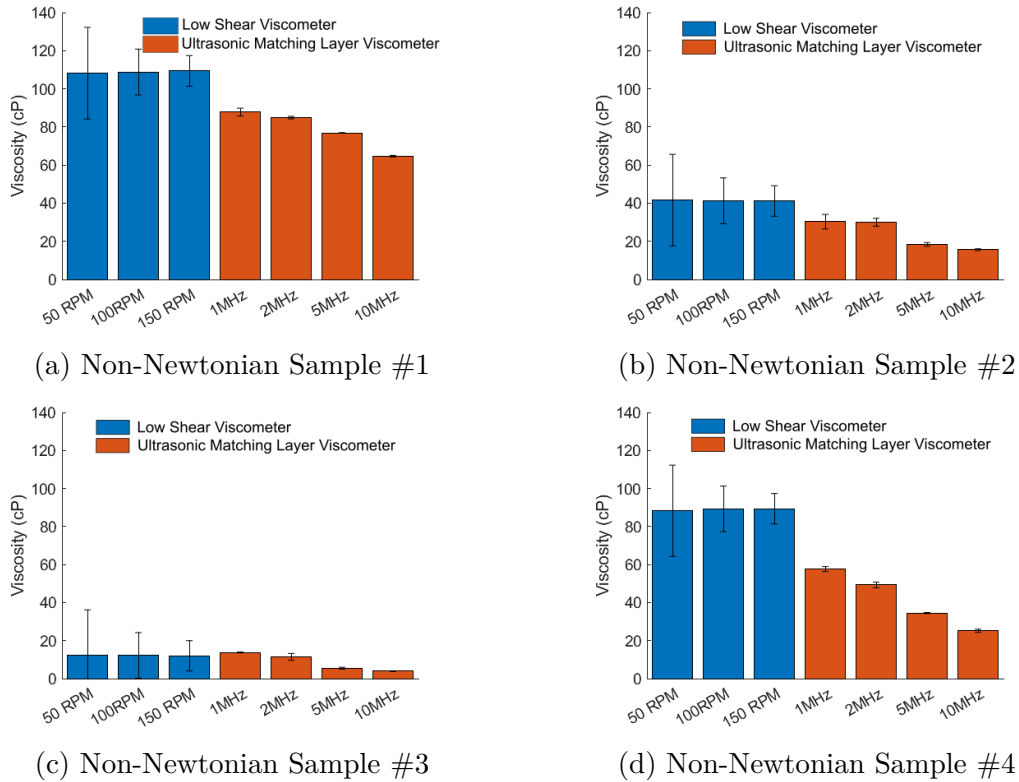 140
120
100
80
60
40
20
0
Viscosity (cP)
Low Shear Viscometer
Ultrasonic Matching Layer Viscometer
50 RPM
100RPM
150 RPM
1MHz
2MHz
5MHz
10MHz
(a) Non-Newtonian Sample #1
140
120
100
80
60
40
20
0
Viscosity (cP)
Low Shear Viscometer
Ultrasonic Matching Layer Viscometer
50 RPM
100RPM
150 RPM
1MHz
2MHz
5MHz
10MHz
(b) Non-Newtonian Sample #2
140
120
100
80
60
40
20
0
Viscosity (cP)
Low Shear Viscometer
Ultrasonic Matching Layer Viscometer
50 RPM
100RPM
150 RPM
1MHz
2MHz
5MHz
10MHz
(c) Non-Newtonian Sample #3
140
120
100
80
60
40
20
0
Viscosity (cP)
Low Shear Viscometer
Ultrasonic Matching Layer Viscometer
50 RPM
100RPM
150 RPM
1MHz
2MHz
5MHz
10MHz
(d) Non-Newtonian Sample #4